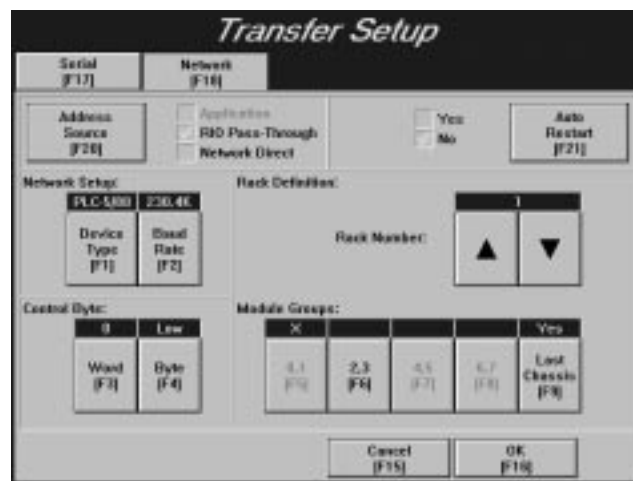 Transfer Setup
Serial
[F17]
Network
[F18]
Address
Source
[F20]
Application
RIO Pass-Through
Network Direct
Yes
No
Auto
Restart
[F21]
Network Setup:
PLC-5/80 230.4K
Device
Type
[F1]
Baud
Rate
[F2]
Rack Definition:
1
Rack Number:
Control Byte:
0 Low
Word
[F3]
Byte
[F4]
Module Groups:
X Yes
[F5]
2,3
[F6]
4,5
[F7]
6,7
[F8]
Last
Chassis
[F9]
Cancel
[F15]
OK
[F16]